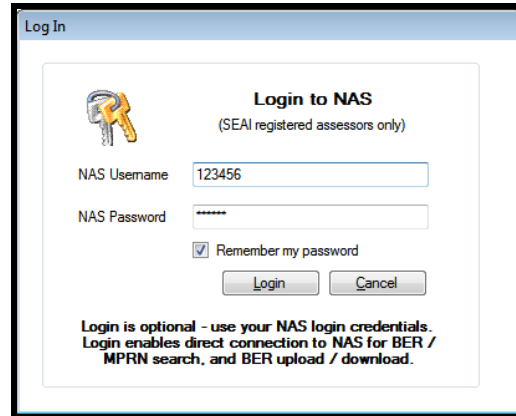 Log In
Login to NAS
(SEAI registered assessors only)
NAS Username 123456
NAS Password ******
Remember my password
Login Cancel
Login is optional - use your NAS login credentials.
Login enables direct connection to NAS for BER /
MPRN search, and BER upload / download.